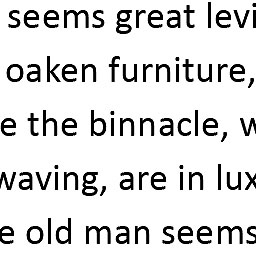 seems great levi
oaken furniture,
e the binnacle, w
waving, are in lux
e old man seems